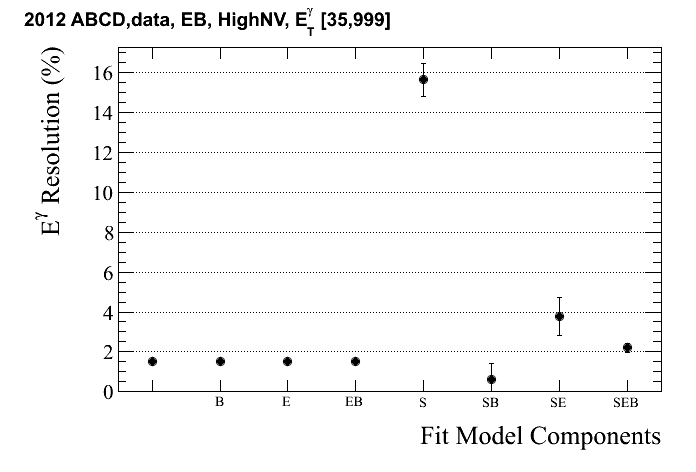 2012 ABCD,data, EB, HighNV, E_T^γ [35,999]
E^γ Resolution (%)
16
14
12
10
8
6
4
2
0
B E EB S SB SE SEB
Fit Model Components